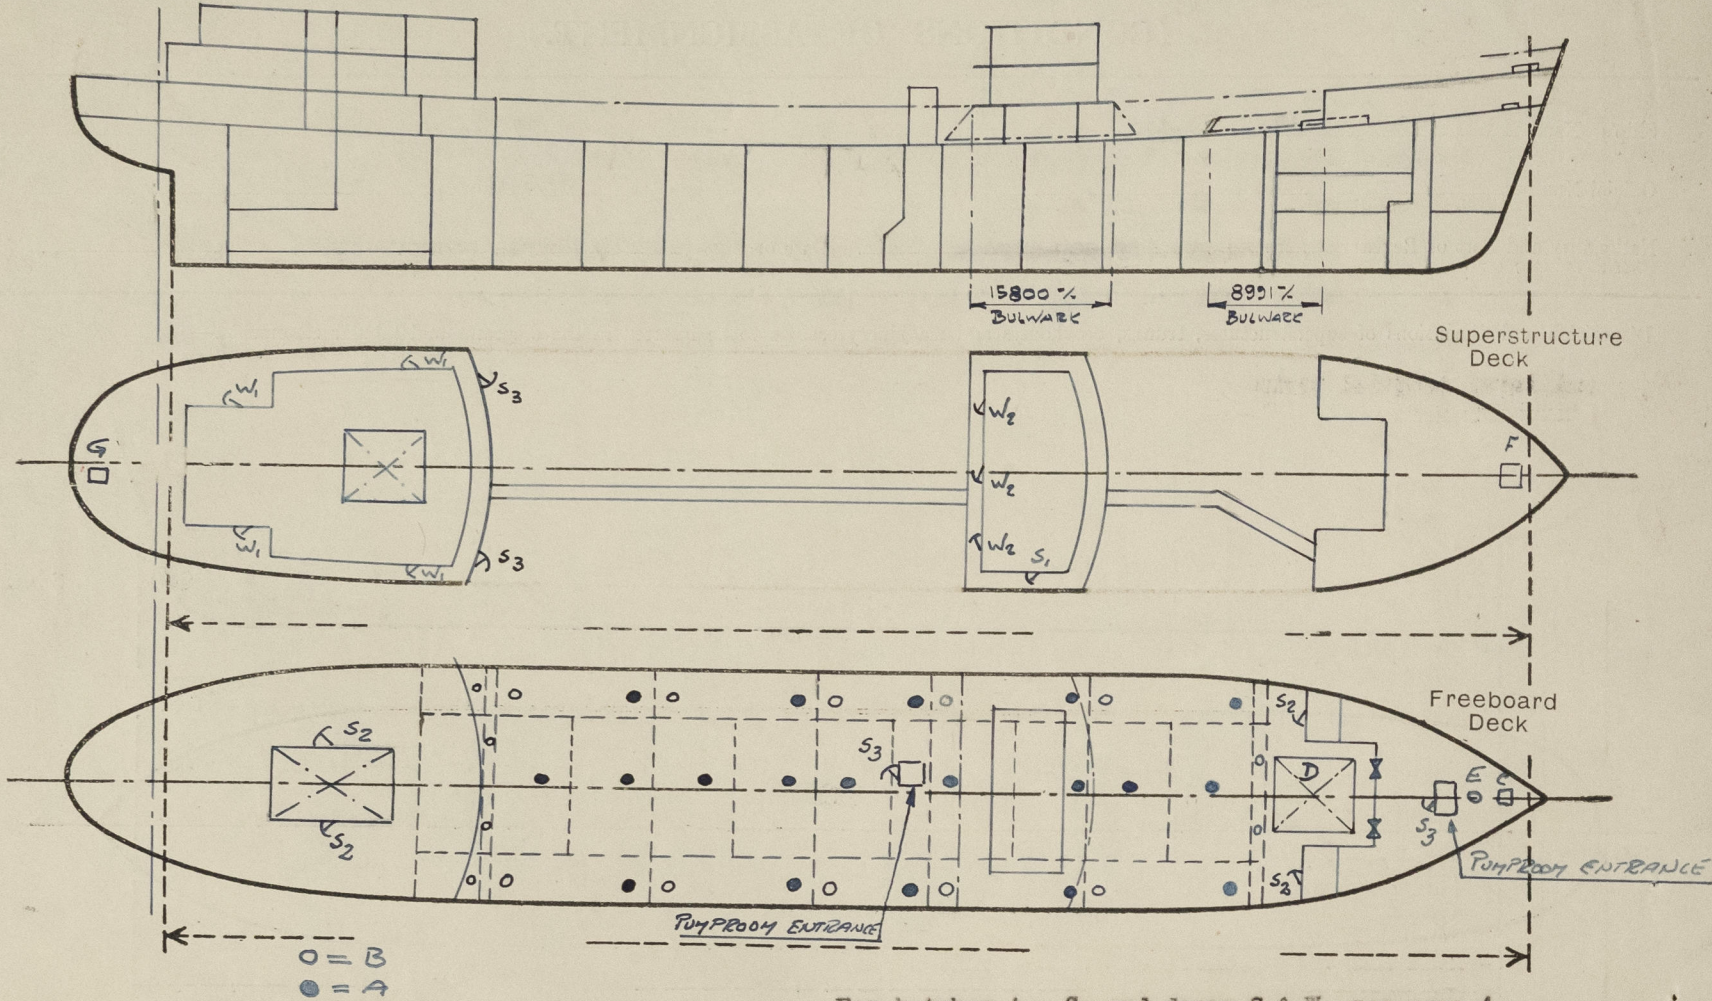 15800 %
BULWARK
8991 %
BULWARK
Superstructure
Deck
W1
W1
S3
W2
G
W2
F
W1
W1
S3
W2
S1
Freeboard
Deck
S2
S2
S3
D
E
C
S2
S3
S2
PUMPROOM ENTRANCE
PUMPROOM ENTRANCE
O = B
● = A